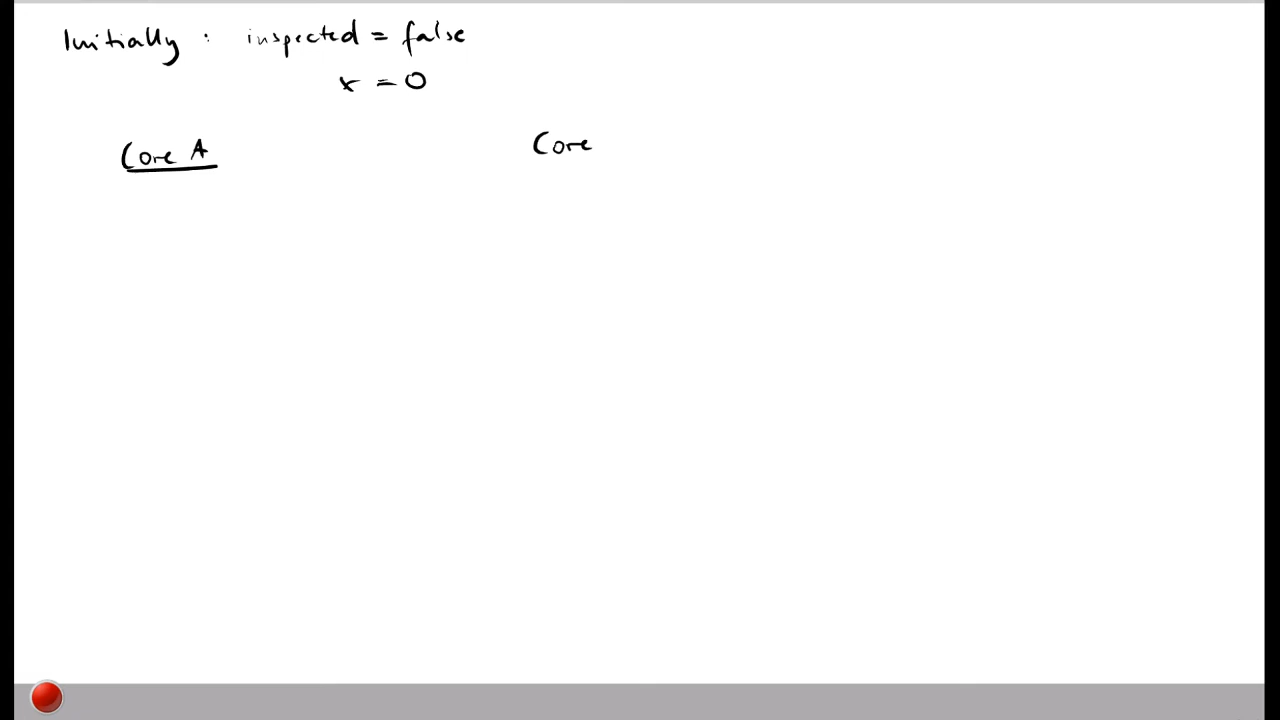 Initially : inspected = false
x = 0
Core A
Core